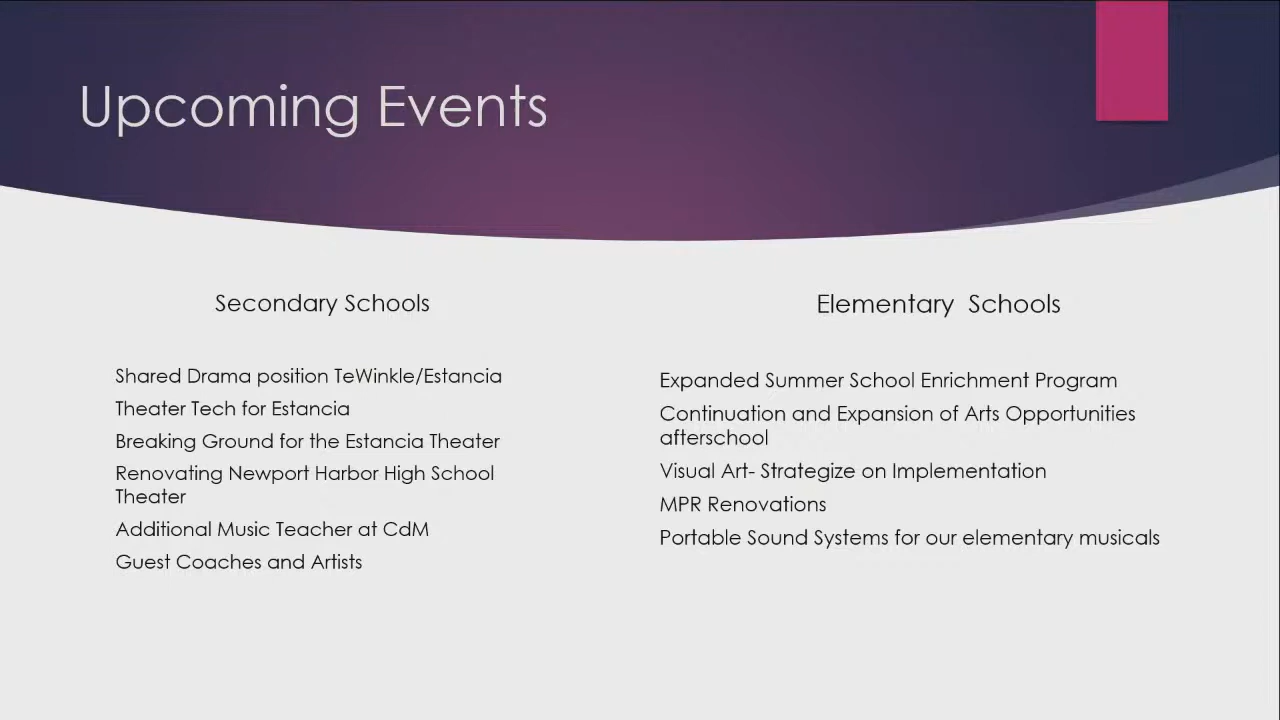 Upcoming Events
Secondary Schools
Shared Drama position TeWinkle/Estancia
Theater Tech for Estancia
Breaking Ground for the Estancia Theater
Renovating Newport Harbor High School
Theater
Additional Music Teacher at CdM
Guest Coaches and Artists
Elementary  Schools
Expanded Summer School Enrichment Program
Continuation and Expansion of Arts Opportunities
afterschool
Visual Art- Strategize on Implementation
MPR Renovations
Portable Sound Systems for our elementary musicals